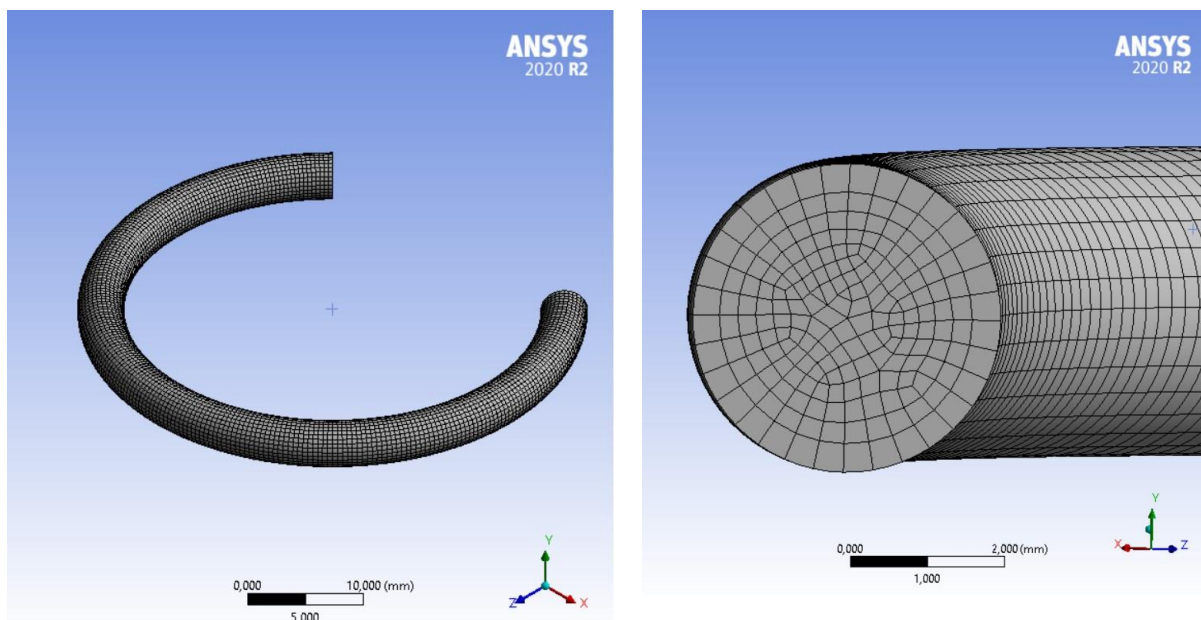 ANSYS
2020 R2
0,000 10,000 (mm)
5,000
Y
Z X
ANSYS
2020 R2
0,000 2,000 (mm)
1,000
Y
X Z